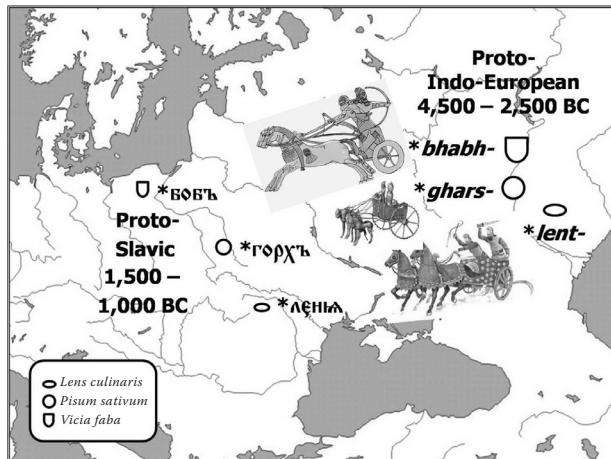 Proto-
Indo-European
4,500 – 2,500 BC
*bhabh-
*ghars-
*lent-
*бобъ
Proto-
Slavic
1,500 –
1,000 BC
*горхъ
*лєнꙗ
Lens culinaris
Pisum sativum
Vicia faba